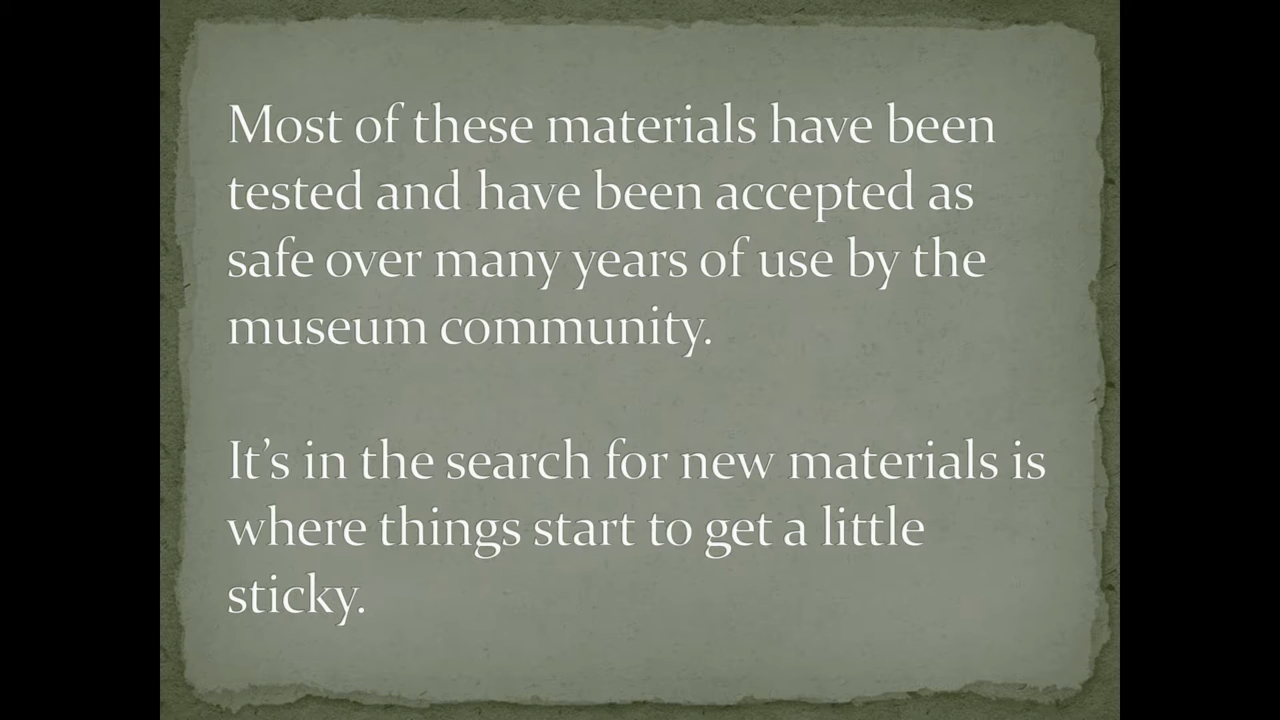 Most of these materials have been
tested and have been accepted as
safe over many years of use by the
museum community.
It’s in the search for new materials is
where things start to get a little
sticky.